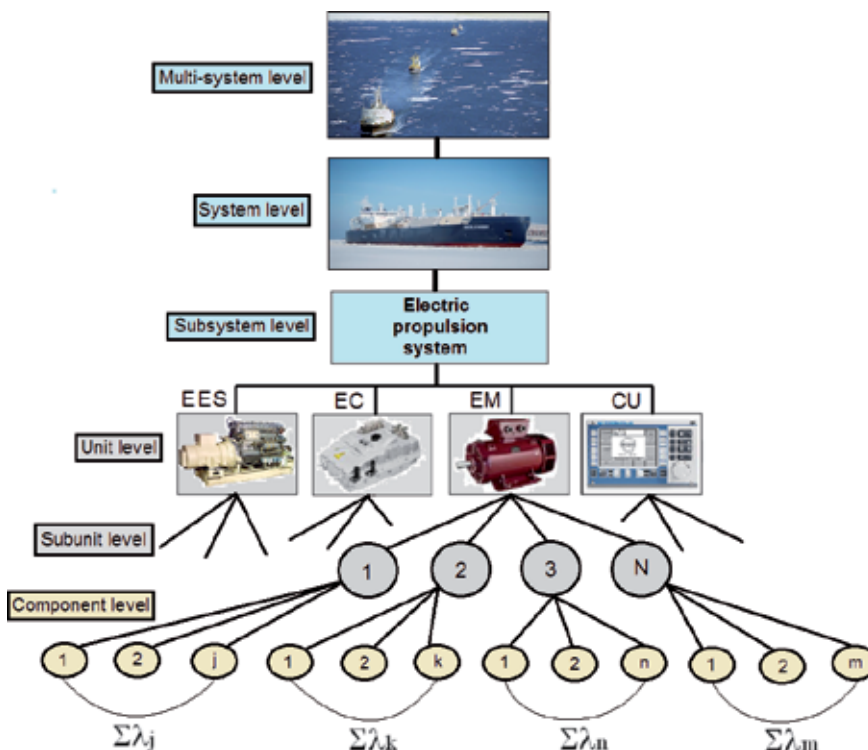 Multi-system level
System level
Subsystem level
Electric
propulsion
system
EES
EC
EM
CU
Unit level
Subunit level
1
2
3
N
Component level
1
2
j
1
2
k
1
2
n
1
2
m
Σλj
Σλk
Σλn
Σλm